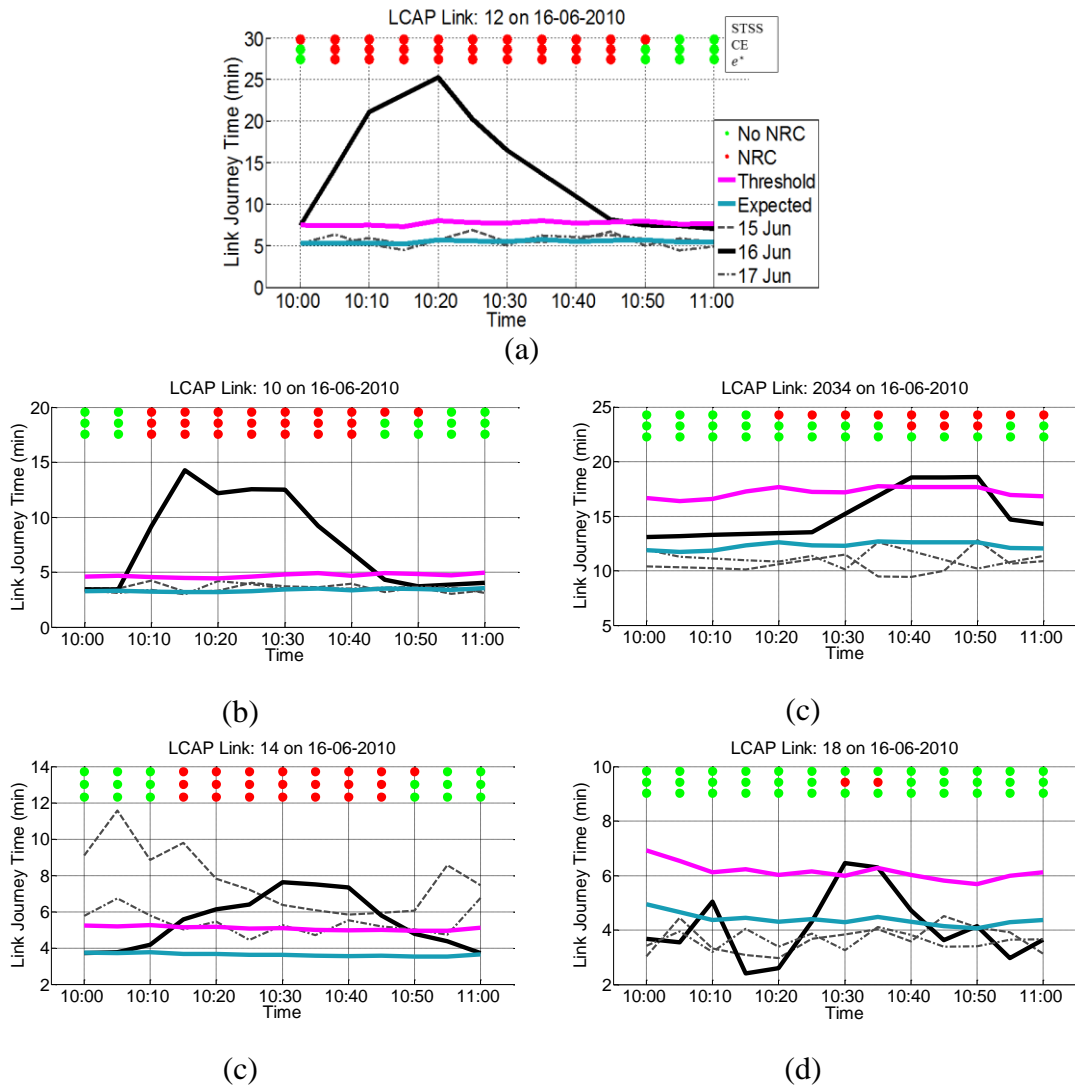 LCAP Link: 12 on 16-06-2010
STSS
CE
e*
Link Journey Time (min)
30
25
20
15
10
5
0
No NRC
NRC
Threshold
Expected
15 Jun
16 Jun
17 Jun
10:00 10:10 10:20 10:30 10:40 10:50 11:00
Time
(a)
LCAP Link: 10 on 16-06-2010
Link Journey Time (min)
20
15
10
5
0
10:00 10:10 10:20 10:30 10:40 10:50 11:00
Time
(b)
LCAP Link: 2034 on 16-06-2010
Link Journey Time (min)
25
20
15
10
5
10:00 10:10 10:20 10:30 10:40 10:50 11:00
Time
(c)
LCAP Link: 14 on 16-06-2010
Link Journey Time (min)
14
12
10
8
6
4
2
10:00 10:10 10:20 10:30 10:40 10:50 11:00
Time
(c)
LCAP Link: 18 on 16-06-2010
Link Journey Time (min)
10
8
6
4
2
10:00 10:10 10:20 10:30 10:40 10:50 11:00
Time
(d)